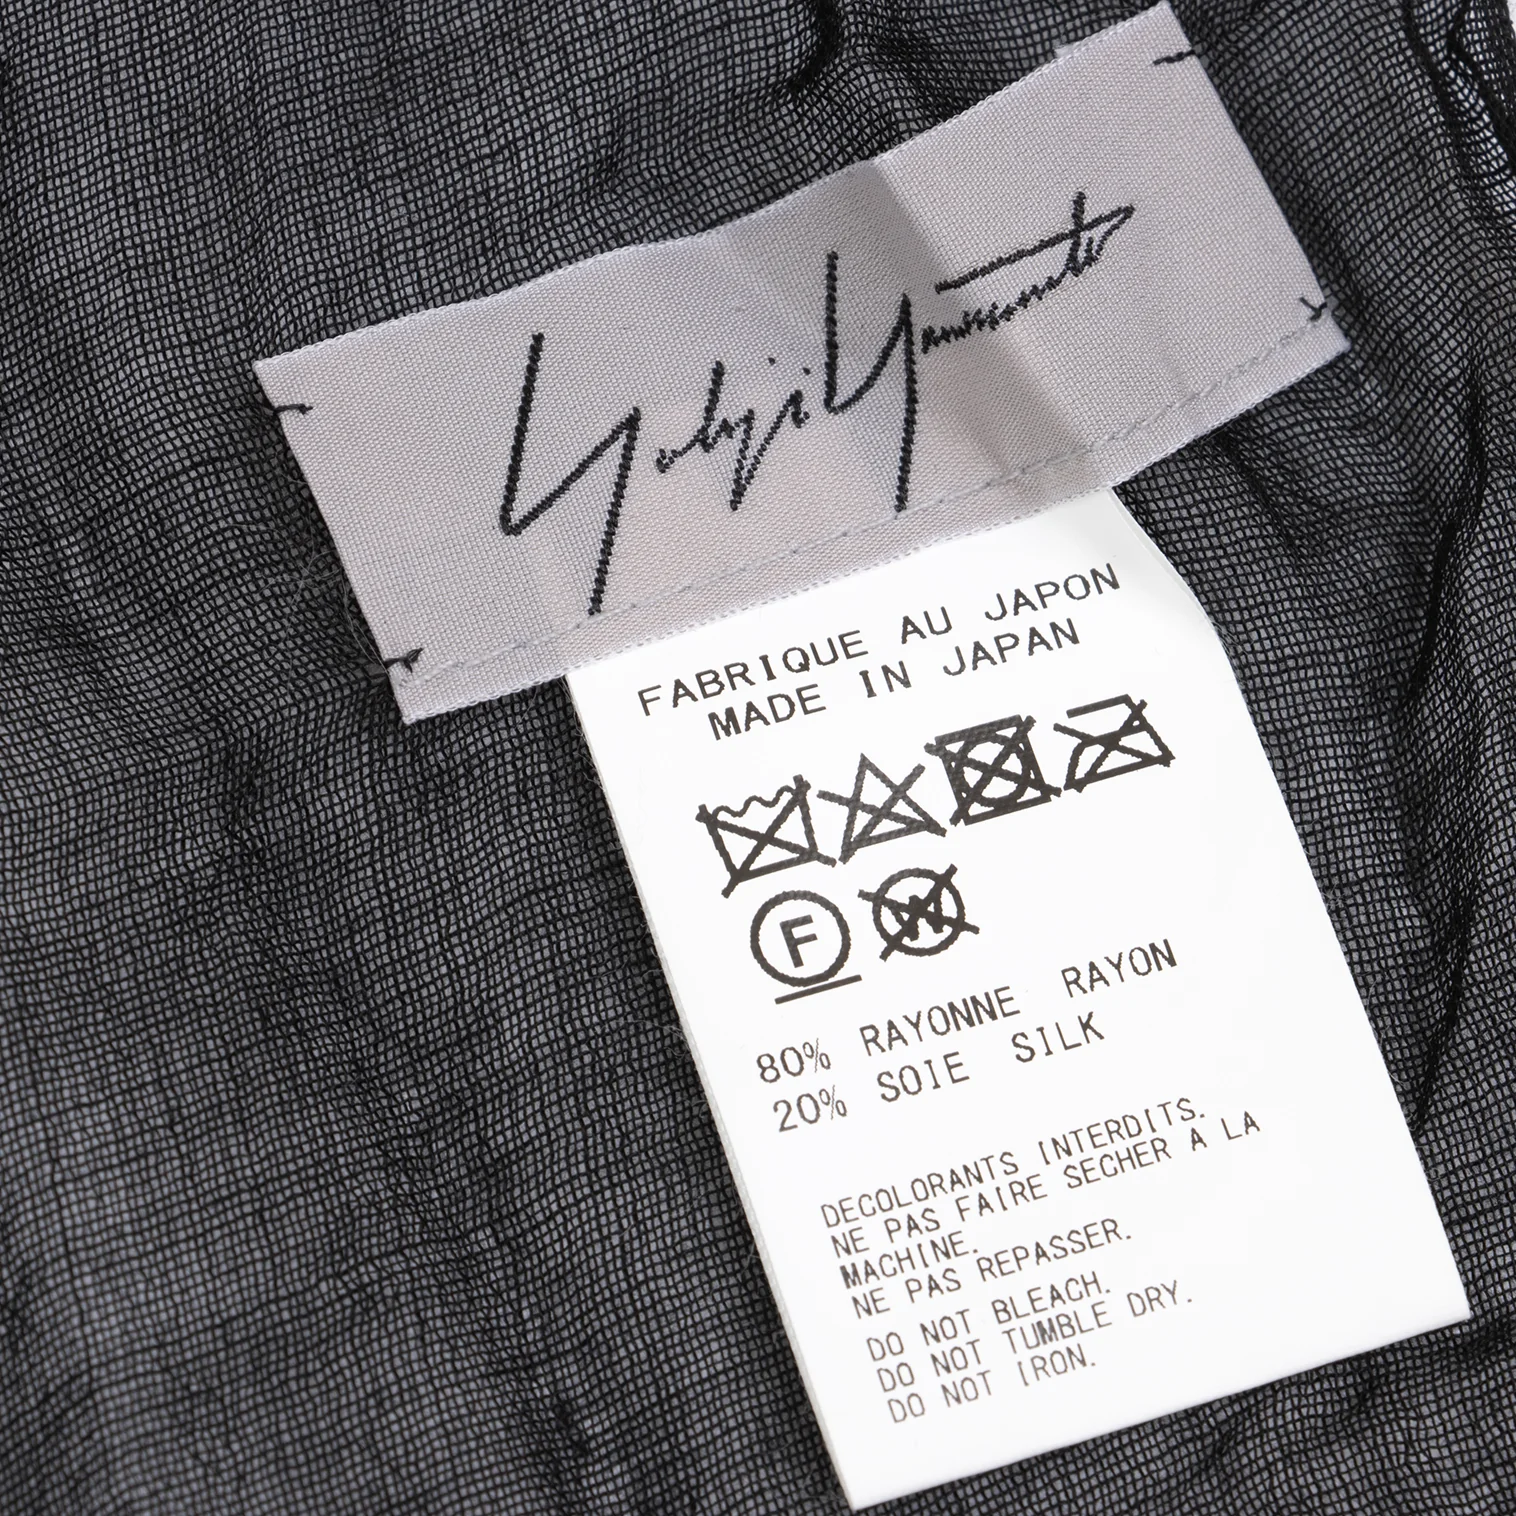 Yohji Yamamoto
FABRIQUE AU JAPON
MADE IN JAPAN
F
W
80% RAYONNE RAYON
20% SOIE SILK
DECOLORANTS INTERDITS.
NE PAS FAIRE SECHER A LA
MACHINE.
NE PAS REPASSER.
DO NOT BLEACH.
DO NOT TUMBLE DRY.
DO NOT IRON.